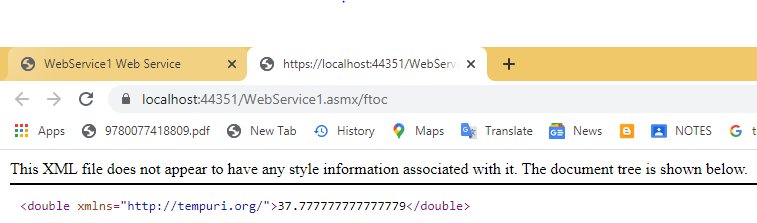 WebService1 Web Service
https://localhost:44351/WebServ
localhost:44351/WebService1.asmx/ftoc
Apps 9780077418809.pdf New Tab History Maps Translate News NOTES t
This XML file does not appear to have any style information associated with it. The document tree is shown below.
<double xmlns="http://tempuri.org/">37.777777777777779</double>